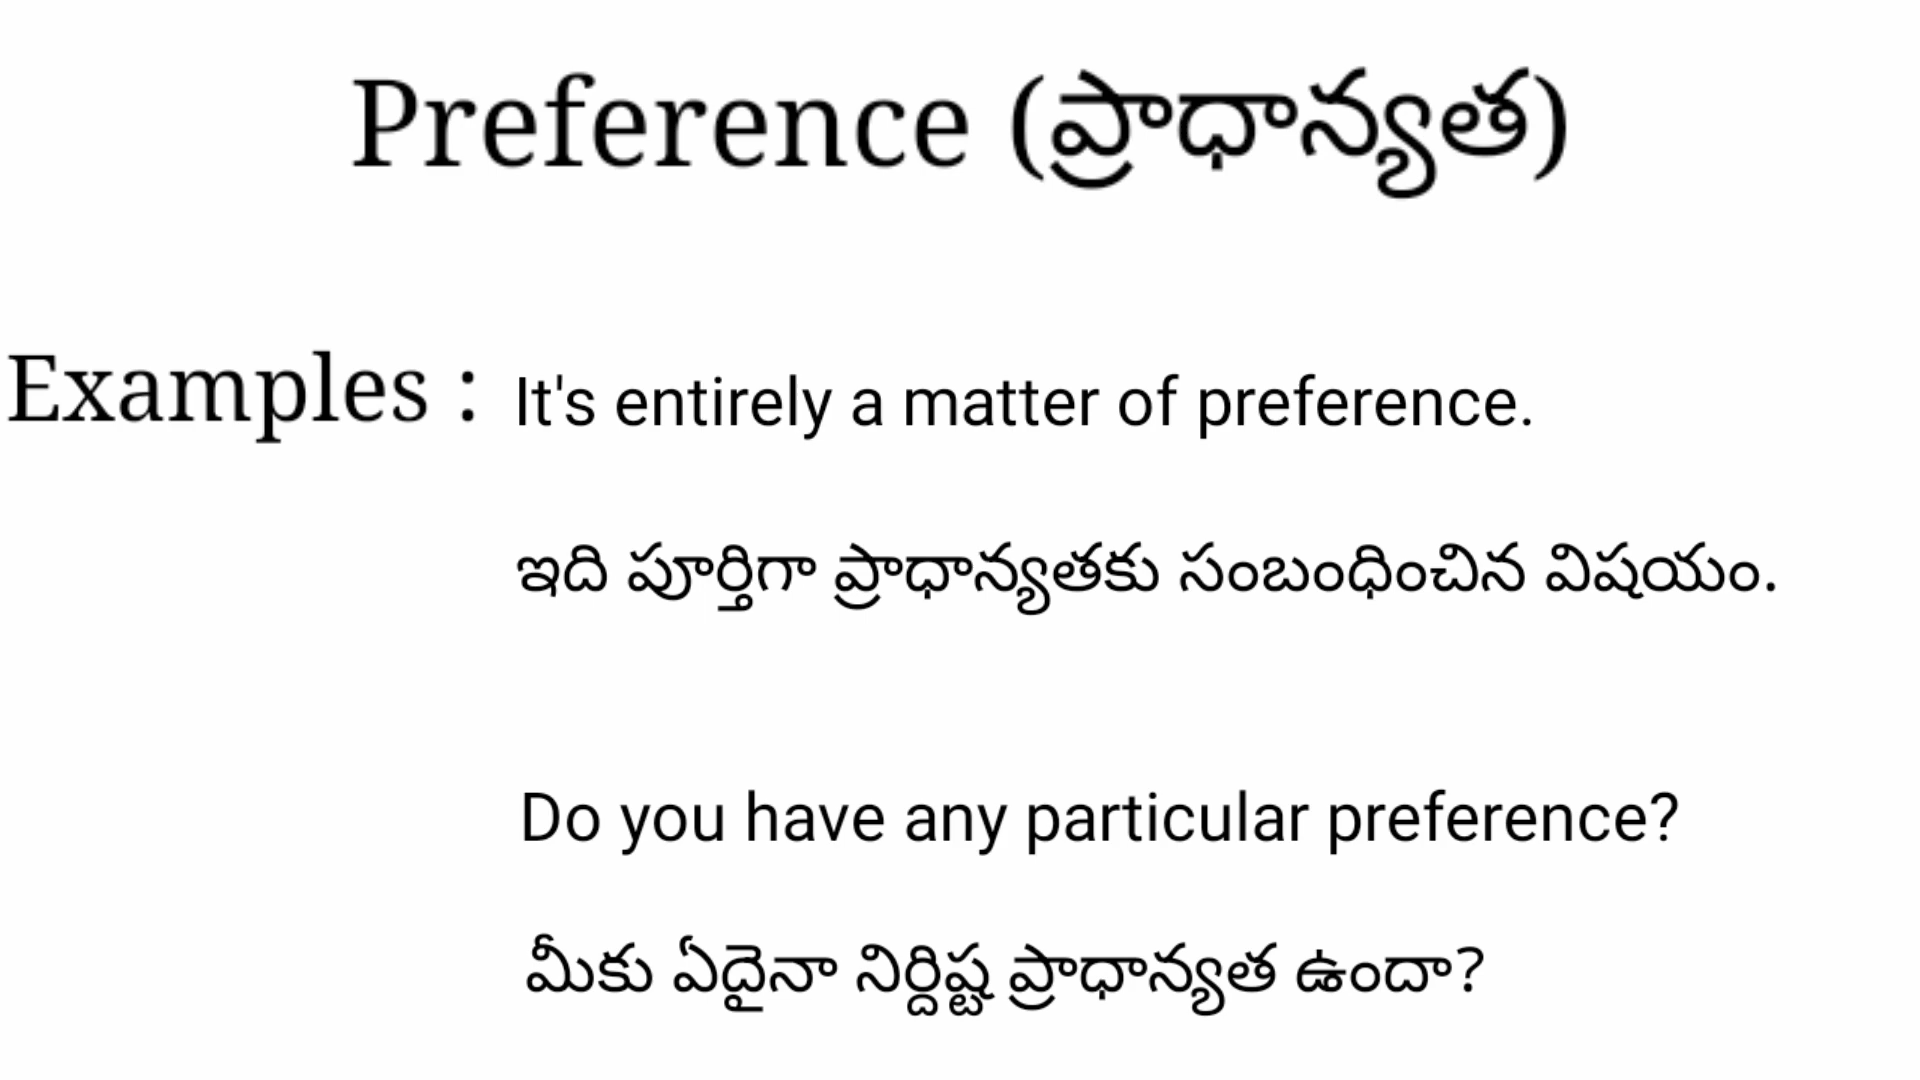 Preference (ప్రాధాన్యత)
Examples : It's entirely a matter of preference.
ఇది పూర్తిగా ప్రాధాన్యతకు సంబంధించిన విషయం.
Do you have any particular preference?
మీకు ఏదైనా నిర్దిష్ట ప్రాధాన్యత ఉందా?